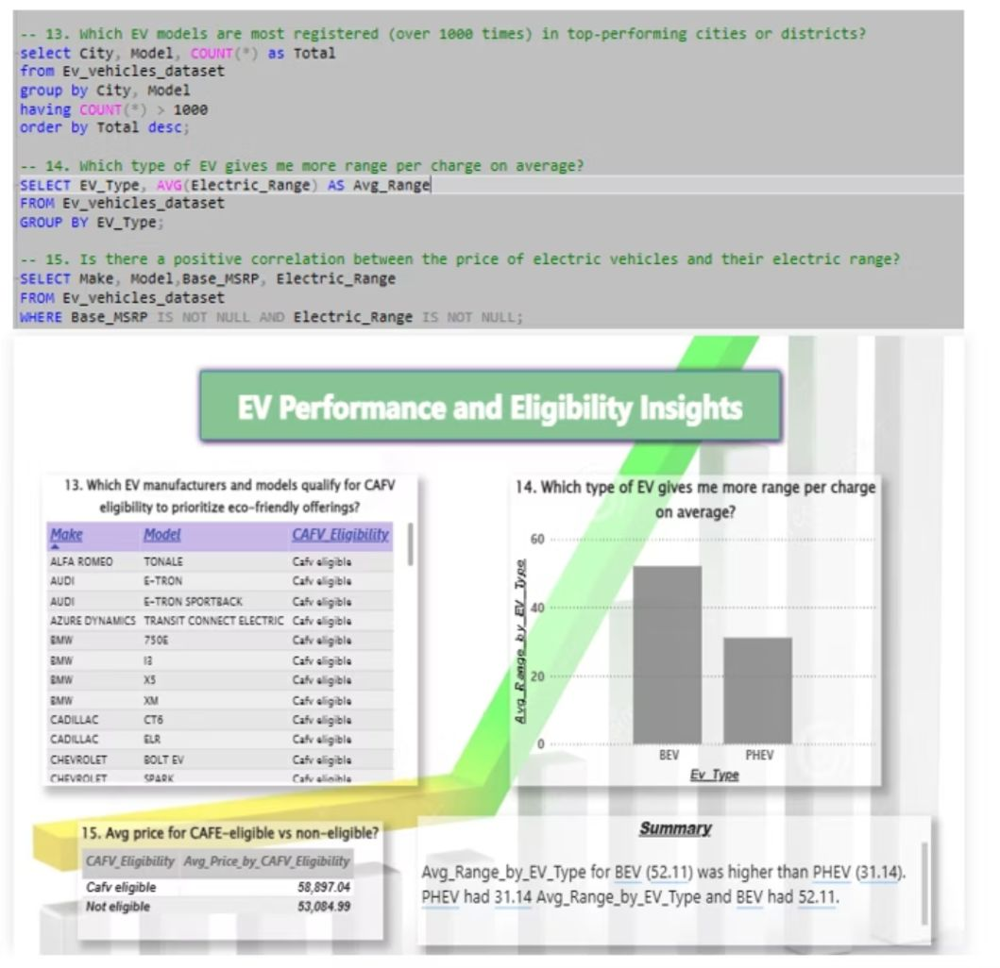 -- 13. Which EV models are most registered (over 1000 times) in top-performing cities or districts?
select City, Model, COUNT(*) as Total
from Ev_vehicles_dataset
group by City, Model
having COUNT(*) > 1000
order by Total desc;
-- 14. Which type of EV gives me more range per charge on average?
SELECT EV_Type, AVG(Electric_Range) AS Avg_Range
FROM Ev_vehicles_dataset
GROUP BY EV_Type;
-- 15. Is there a positive correlation between the price of electric vehicles and their electric range?
SELECT Make, Model,Base_MSRP, Electric_Range
FROM Ev_vehicles_dataset
WHERE Base_MSRP IS NOT NULL AND Electric_Range IS NOT NULL;
EV Performance and Eligibility Insights
13. Which EV manufacturers and models qualify for CAFV
eligibility to prioritize eco-friendly offerings?
Make Model CAFV_Eligibility
ALFA ROMEO TONALE Cafv eligible
AUDI E-TRON Cafv eligible
AUDI E-TRON SPORTBACK Cafv eligible
AZURE DYNAMICS TRANSIT CONNECT ELECTRIC Cafv eligible
BMW 750E Cafv eligible
BMW I3 Cafv eligible
BMW X5 Cafv eligible
BMW XM Cafv eligible
CADILLAC CT6 Cafv eligible
CADILLAC ELR Cafv eligible
CHEVROLET BOLT EV Cafv eligible
CHEVROLET SPARK Cafv eligible
14. Which type of EV gives me more range per charge
on average?
Avg_Range_by_EV_Type
60
40
20
0
BEV PHEV
Ev_Type
15. Avg price for CAFE-eligible vs non-eligible?
CAFV_Eligibility Avg_Price_by_CAFV_Eligibility
Cafv eligible 58,897.04
Not eligible 53,084.99
Summary
Avg_Range_by_EV_Type for BEV (52.11) was higher than PHEV (31.14).
PHEV had 31.14 Avg_Range_by_EV_Type and BEV had 52.11.